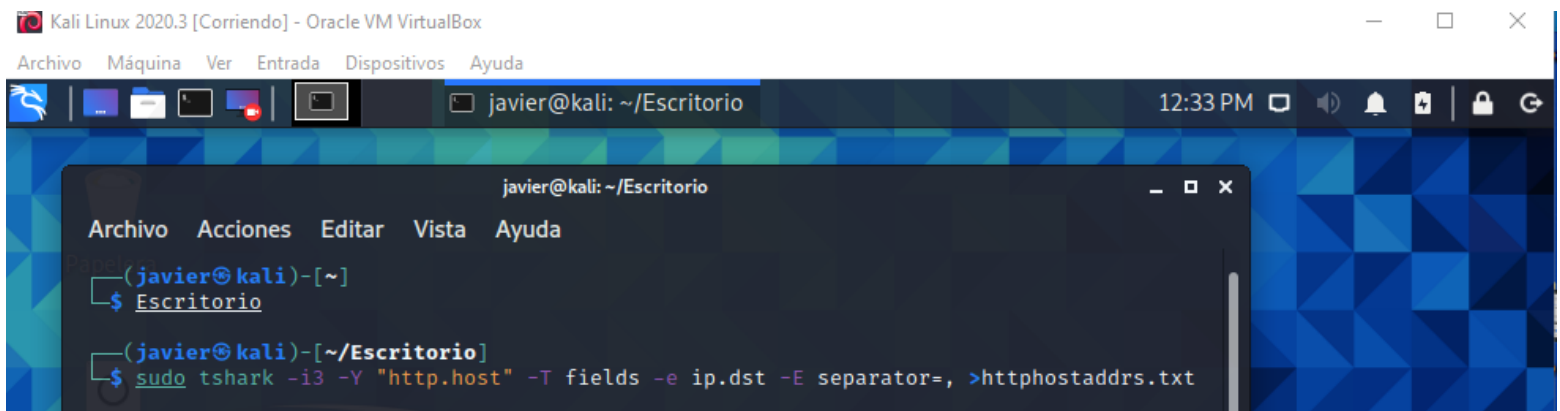 Kali Linux 2020.3 [Corriendo] - Oracle VM VirtualBox
Archivo Máquina Ver Entrada Dispositivos Ayuda
javier@kali: ~/Escritorio 12:33 PM
javier@kali: ~/Escritorio
Archivo Acciones Editar Vista Ayuda
Papelera
┌──(javier㉿kali)-[~]
└─$ Escritorio
┌──(javier㉿kali)-[~/Escritorio]
└─$ sudo tshark -i3 -Y "http.host" -T fields -e ip.dst -E separator=, >httphostaddrs.txt